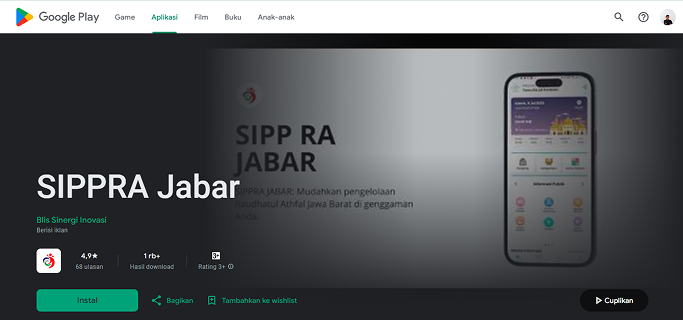 Google Play Game Aplikasi Film Buku Anak-anak
SIPP RA
JABAR
SIPPRA JABAR: Mudahkan pengelolaan
Raudhatul Athfal Jawa Barat di genggaman
Anda.
SIPPRA Jabar
Blis Sinergi Inovasi
Berisi iklan
4,9★ 1 rb+ 3+
68 ulasan Hasil download Rating 3+
Instal Bagikan Tambahkan ke wishlist Cuplikan
Informasi Publik